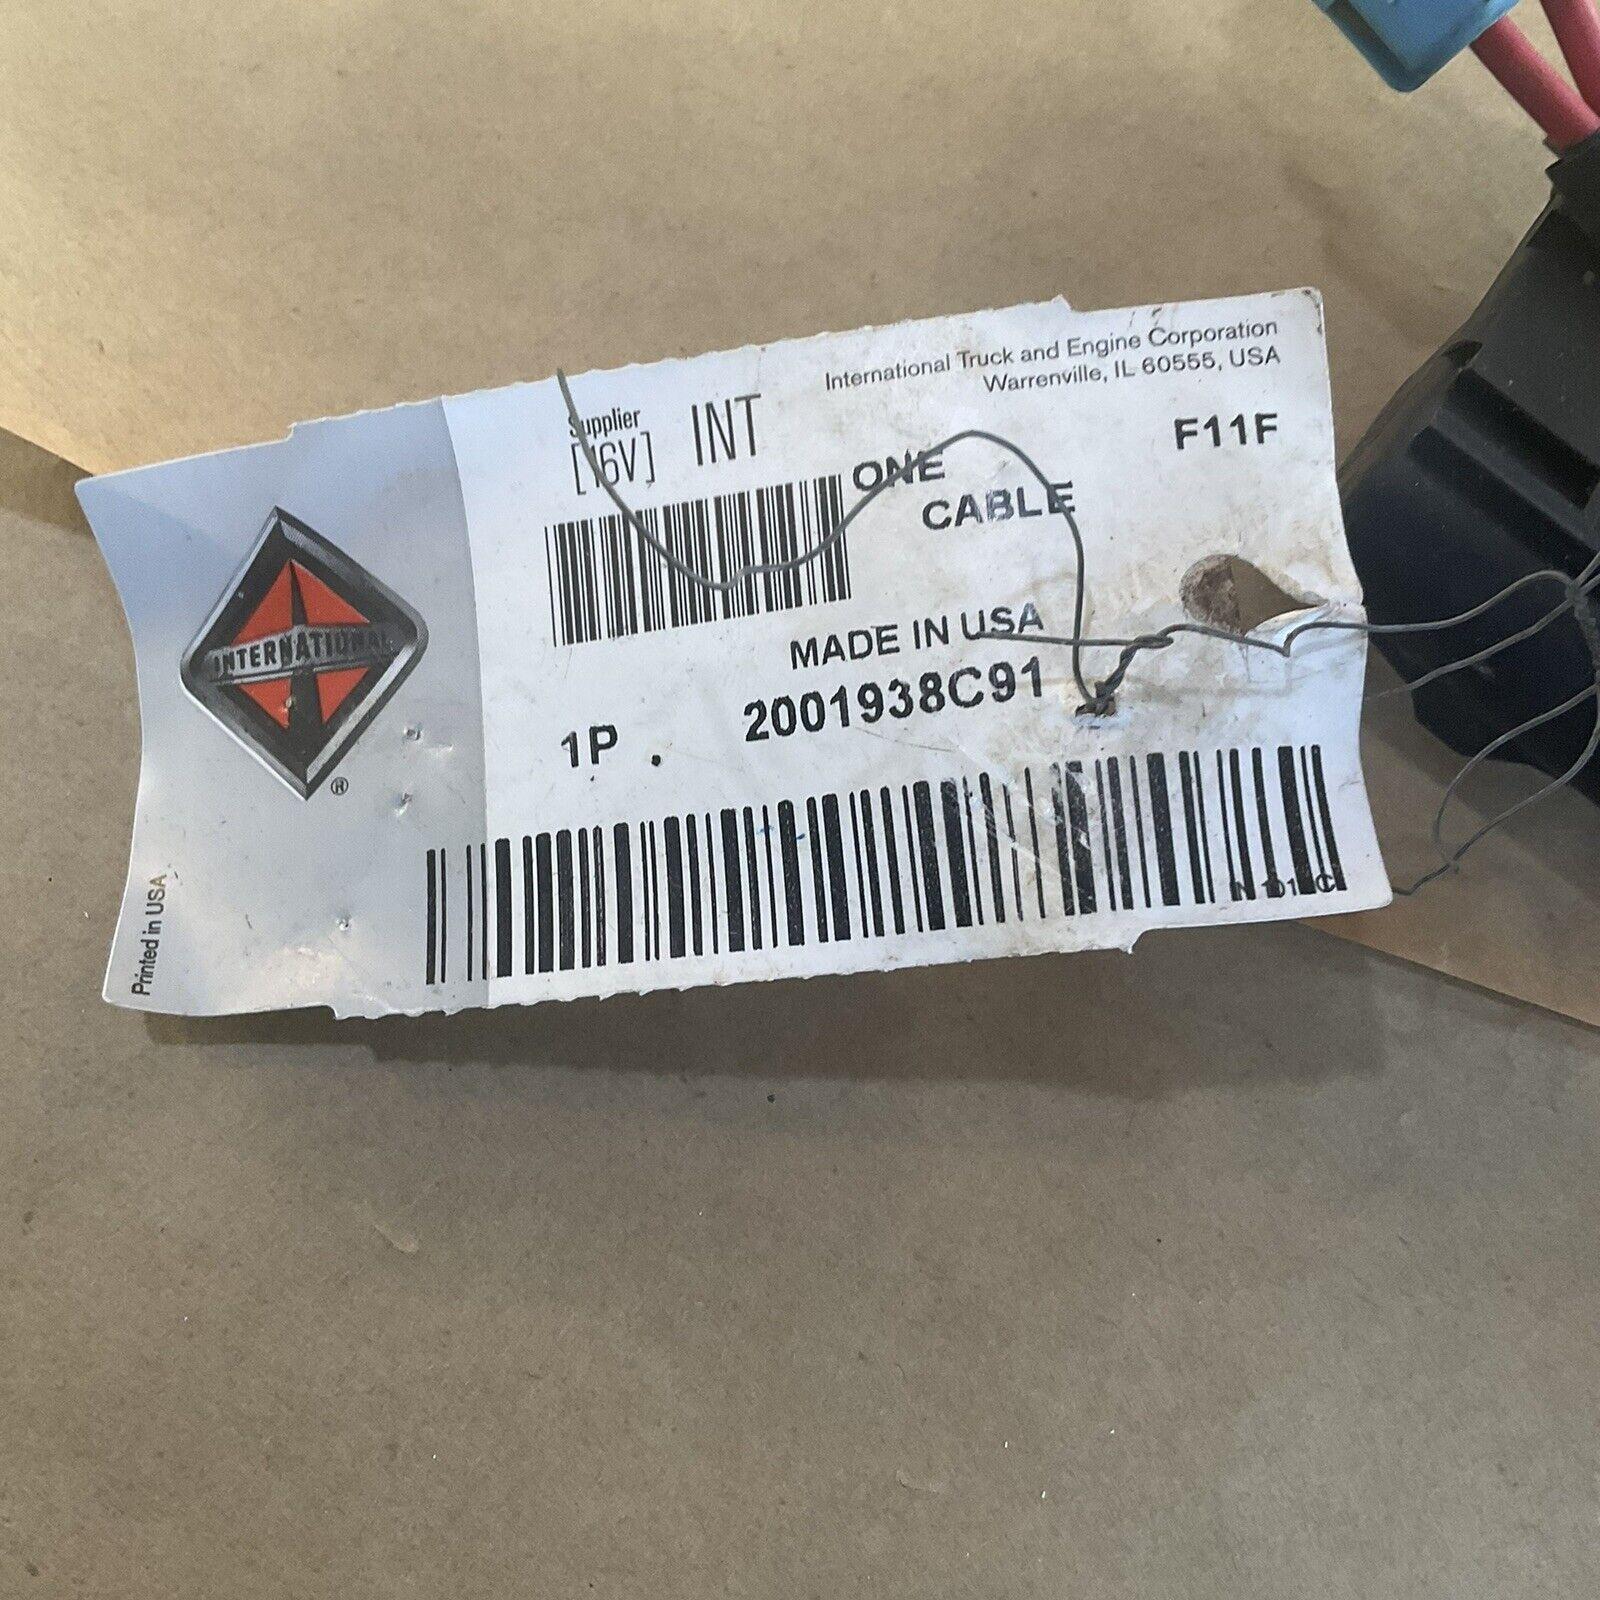 International Truck and Engine Corporation
Warrenville, IL 60555, USA
Supplier
[16V] INT
F11F
ONE
CABLE
MADE IN USA
1P . 2001938C91
INTERNATIONAL
®
Printed in USA